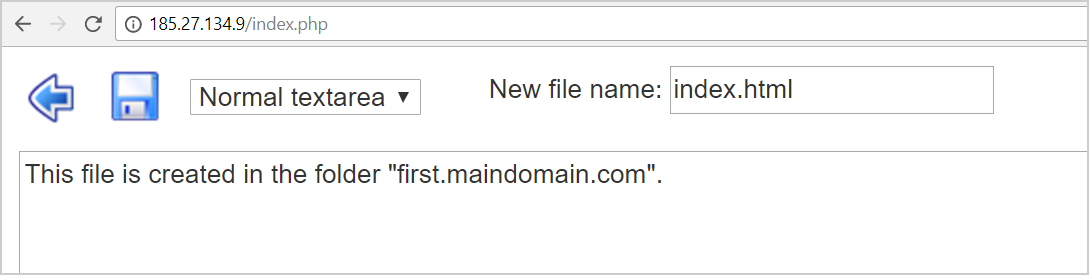 185.27.134.9/index.php
Normal textarea New file name: index.html
This file is created in the folder "first.maindomain.com".